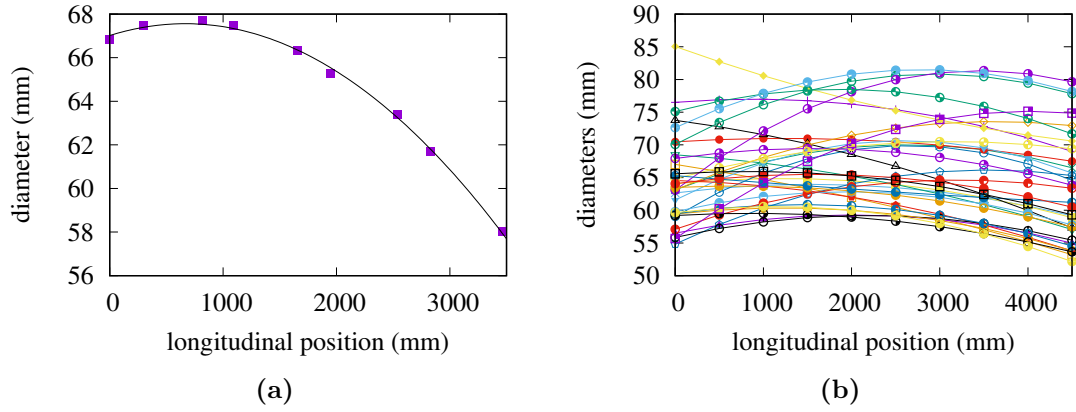 68
66
64
62
60
58
56
0 1000 2000 3000
diameter (mm)
longitudinal position (mm)
(a)
90
85
80
75
70
65
60
55
50
0 1000 2000 3000 4000
diameters (mm)
longitudinal position (mm)
(b)